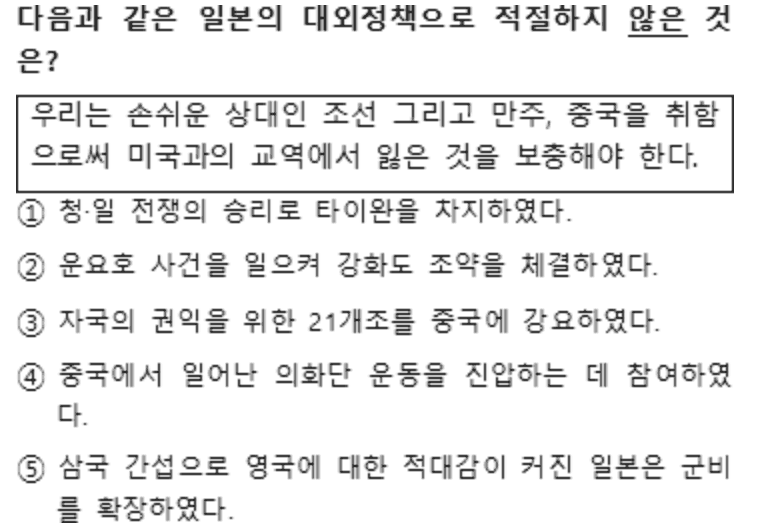 다음과 같은 일본의 대외정책으로 적절하지 않은 것
은?
우리는 손쉬운 상대인 조선 그리고 만주, 중국을 취함
으로써 미국과의 교역에서 잃은 것을 보충해야 한다.
① 청·일 전쟁의 승리로 타이완을 차지하였다.
② 운요호 사건을 일으켜 강화도 조약을 체결하였다.
③ 자국의 권익을 위한 21개조를 중국에 강요하였다.
④ 중국에서 일어난 의화단 운동을 진압하는 데 참여하였
다.
⑤ 삼국 간섭으로 영국에 대한 적대감이 커진 일본은 군비
를 확장하였다.